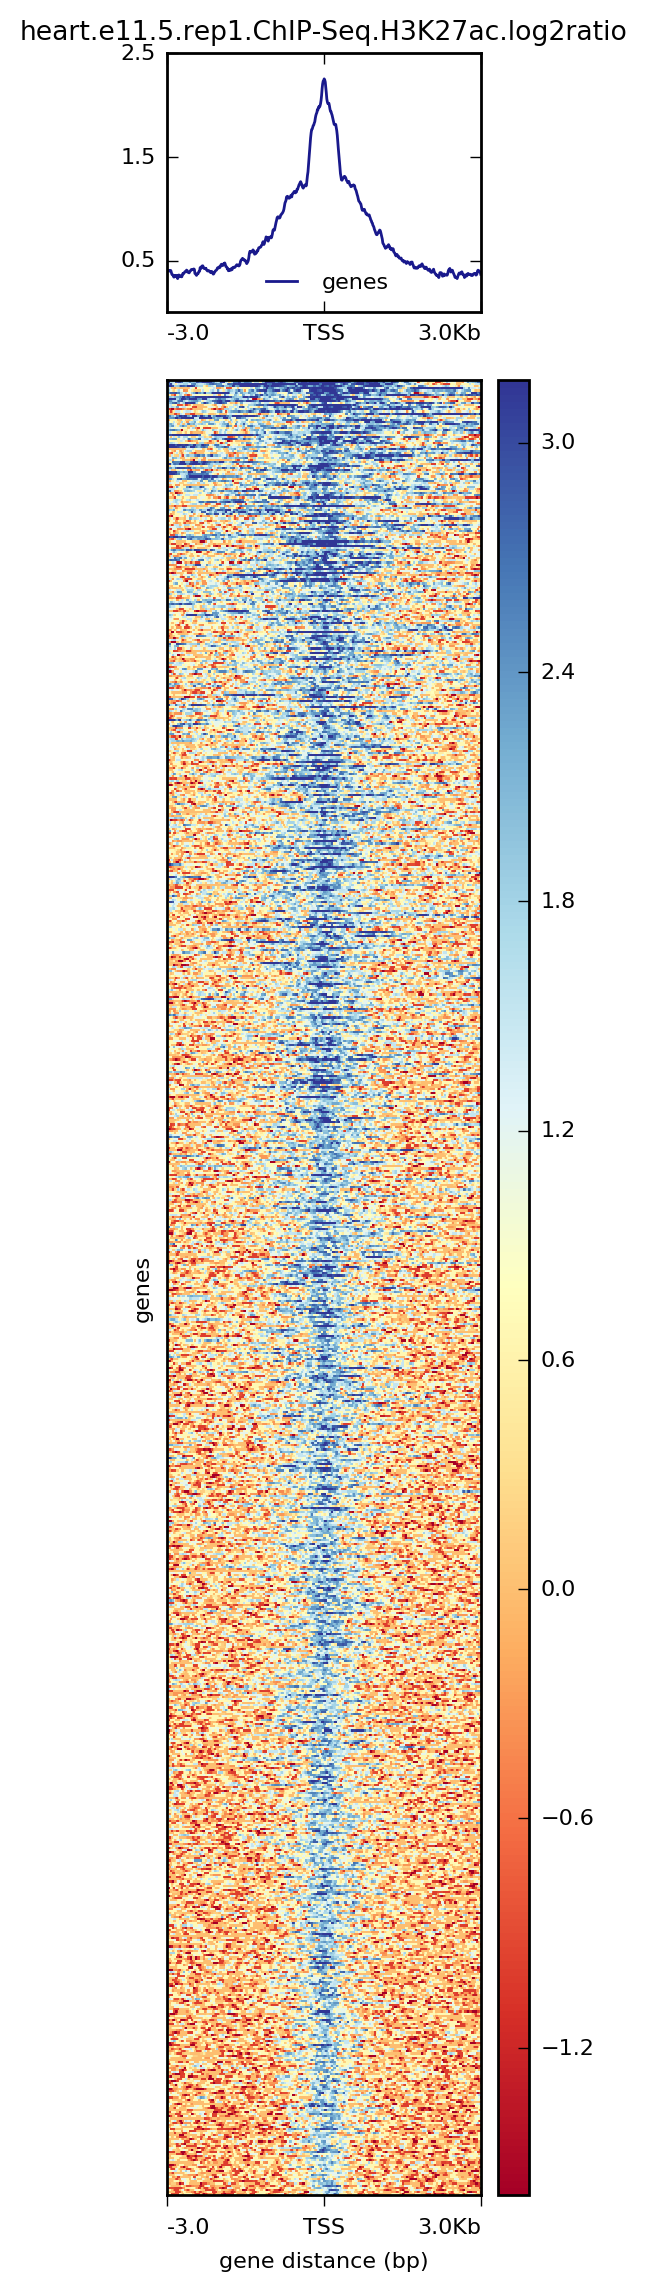 heart.e11.5.rep1.ChIP-Seq.H3K27ac.log2ratio
2.5
1.5
0.5
genes
-3.0 TSS 3.0Kb
3.0
2.4
1.8
1.2
0.6
0.0
−0.6
−1.2
genes
-3.0 TSS 3.0Kb
gene distance (bp)